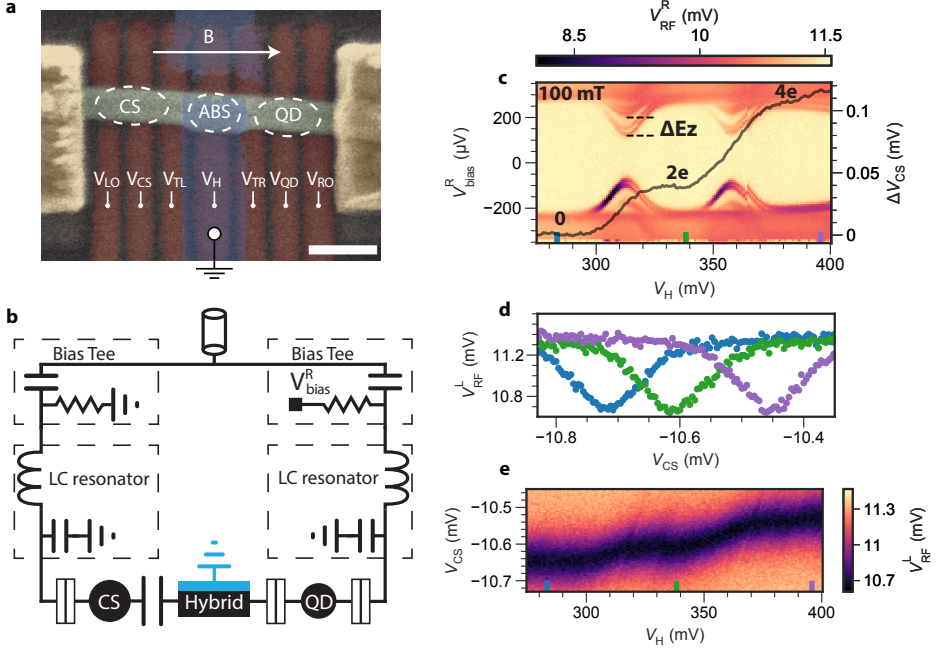 a
B
CS
ABS
QD
V_LO V_CS V_TL V_H V_TR V_QD V_RO
b
Bias Tee
Bias Tee
V^R_bias
LC resonator
LC resonator
CS
Hybrid
QD
V^R_RF (mV)
8.5 10 11.5
c
100 mT
4e
ΔEz
2e
0
200
0
−200
V^R_bias (µV)
0.1
0.05
0
ΔV_CS (mV)
300 350 400
V_H (mV)
d
11.2
10.8
V^L_RF (mV)
−10.8 −10.6 −10.4
V_CS (mV)
e
−10.5
−10.6
−10.7
V_CS (mV)
300 350 400
V_H (mV)
11.3
11
10.7
V^L_RF (mV)